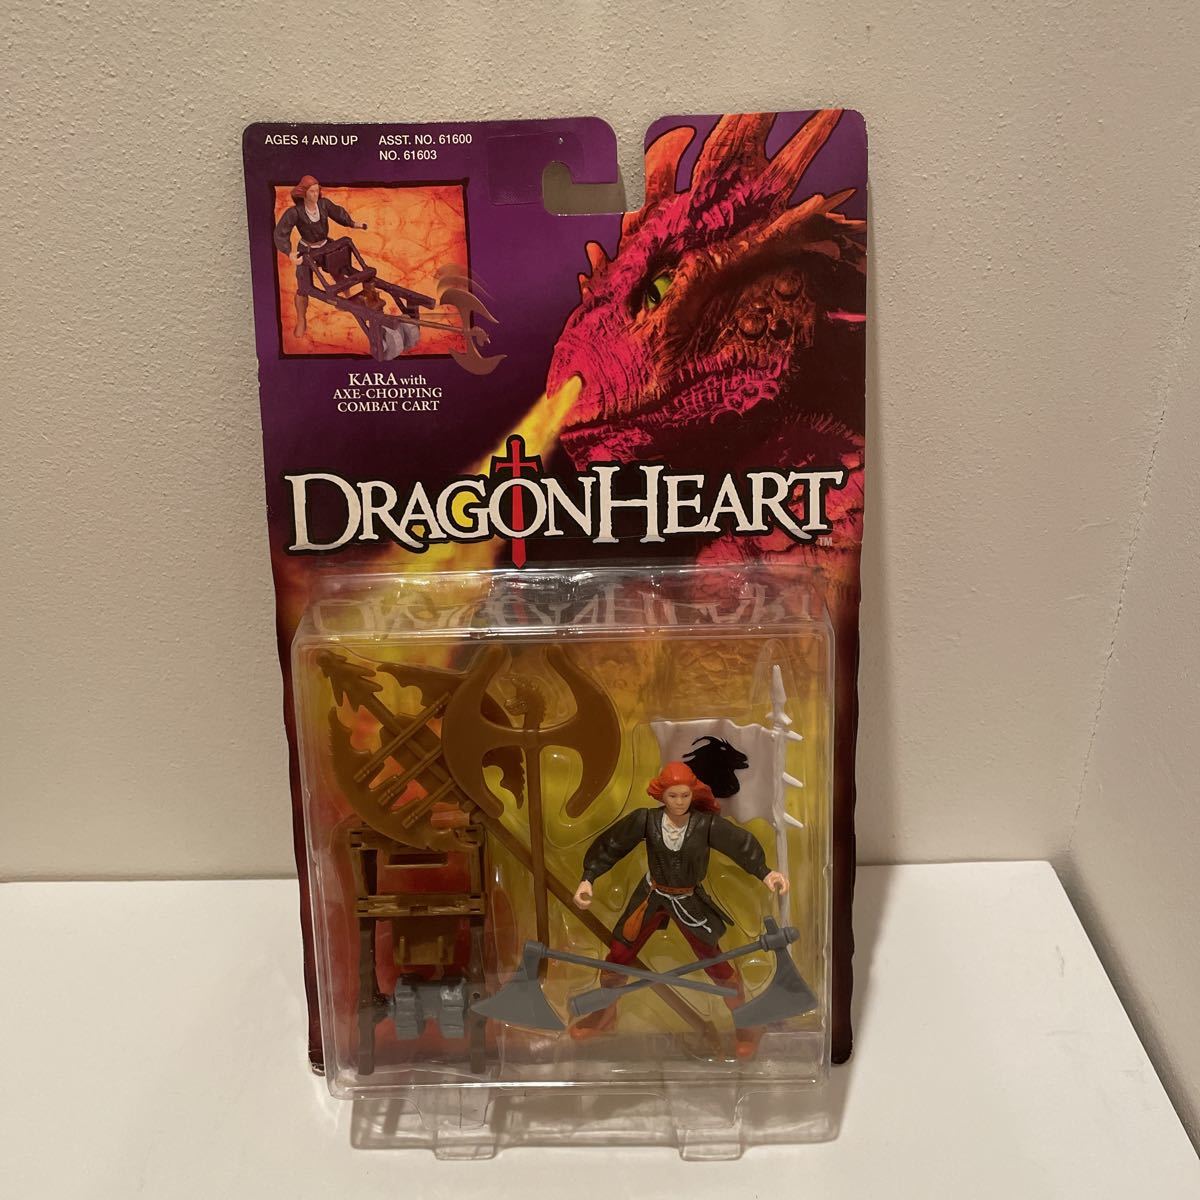 AGES 4 AND UP ASST. NO. 61600
NO. 61603
KARA with
AXE-CHOPPING
COMBAT CART
DRAGONHEART
TM